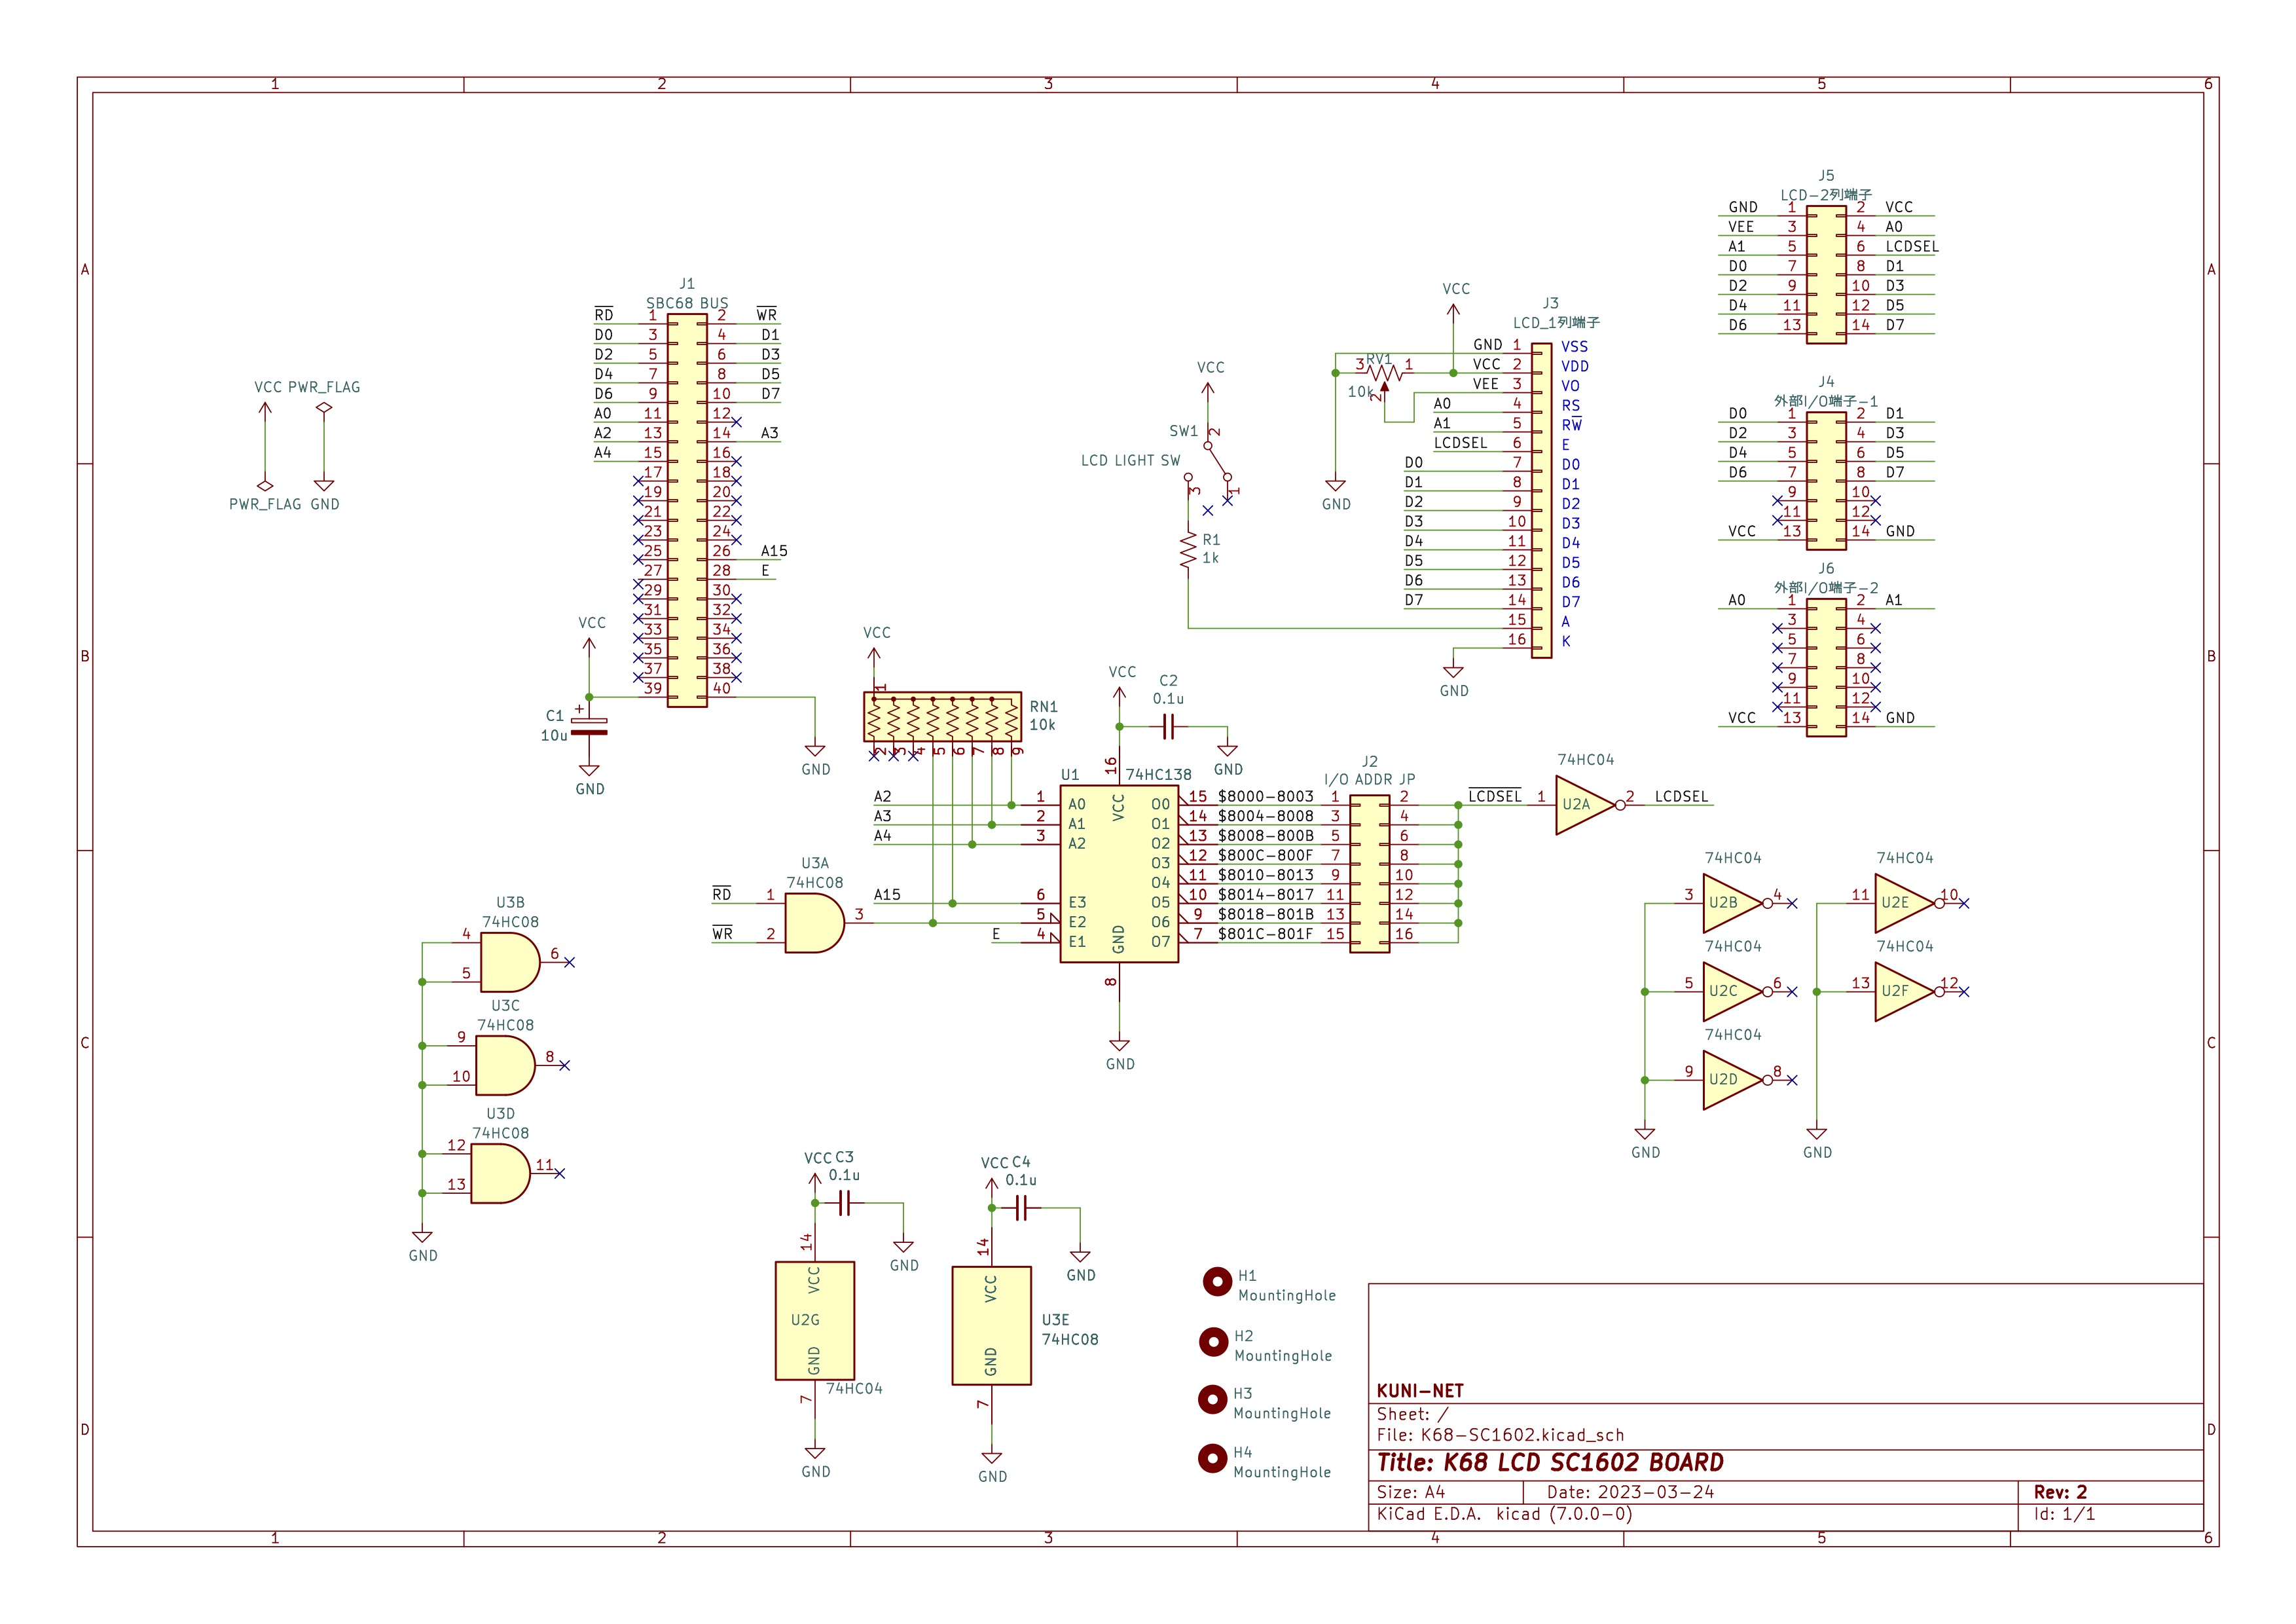 1 2 3 4 5 6
A
B
C
D
A
B
C
D
1 2 3 4 5 6
VCC PWR_FLAG
PWR_FLAG GND
J1
SBC68 BUS
RD 1 2 WR
D0 3 4 D1
D2 5 6 D3
D4 7 8 D5
D6 9 10 D7
A0 11 12
A2 13 14 A3
A4 15 16
17 18
19 20
21 22
23 24
25 26 A15
27 28 E
29 30
31 32
33 34
35 36
37 38
39 40
VCC
C1
10u
+
GND
GND
VCC
SW1
2
LCD LIGHT SW
3 1
R1
1k
VCC
RV1
10k
3 1
2
GND
J3
LCD_1列端子
GND 1 VSS
VCC 2 VDD
VEE 3 VO
A0 4 RS
A1 5 RW
LCDSEL 6 E
D0 7 D0
D1 8 D1
D2 9 D2
D3 10 D3
D4 11 D4
D5 12 D5
D6 13 D6
D7 14 D7
15 A
16 K
GND
J5
LCD-2列端子
GND 1 2 VCC
VEE 3 4 A0
A1 5 6 LCDSEL
D0 7 8 D1
D2 9 10 D3
D4 11 12 D5
D6 13 14 D7
J4
外部I/O端子-1
D0 1 2 D1
D2 3 4 D3
D4 5 6 D5
D6 7 8 D7
9 10
11 12
VCC 13 14 GND
J6
外部I/O端子-2
A0 1 2 A1
3 4
5 6
7 8
9 10
11 12
VCC 13 14 GND
VCC
1
RN1
10k
2 3 4 5 6 7 8 9
VCC
C2
0.1u
GND
16
U1 74HC138
VCC
A2 1 A0 O0 15 $8000-8003
A3 2 A1 O1 14 $8004-8008
A4 3 A2 O2 13 $8008-800B
O3 12 $800C-800F
O4 11 $8010-8013
A15 6 E3 O5 10 $8014-8017
5 E2 O6 9 $8018-801B
E 4 E1 O7 7 $801C-801F
GND
8
GND
J2
I/O ADDR JP
1 2
3 4
5 6
7 8
9 10
11 12
13 14
15 16
74HC04
LCDSEL 1 U2A 2 LCDSEL
U3A
74HC08
RD 1
3
WR 2
U3B
74HC08
4
6
5
U3C
74HC08
9
8
10
U3D
74HC08
12
11
13
GND
74HC04
3 U2B 4
74HC04
5 U2C 6
74HC04
9 U2D 8
GND
74HC04
11 U2E 10
74HC04
13 U2F 12
GND
VCC C3
0.1u
GND
14
VCC
U2G
GND
74HC04
7
GND
VCC C4
0.1u
GND
14
VCC
U3E
74HC08
GND
7
GND
H1
MountingHole
H2
MountingHole
H3
MountingHole
H4
MountingHole
KUNI-NET
Sheet: /
File: K68-SC1602.kicad_sch
Title: K68 LCD SC1602 BOARD
Size: A4 Date: 2023-03-24 Rev: 2
KiCad E.D.A. kicad (7.0.0-0) Id: 1/1